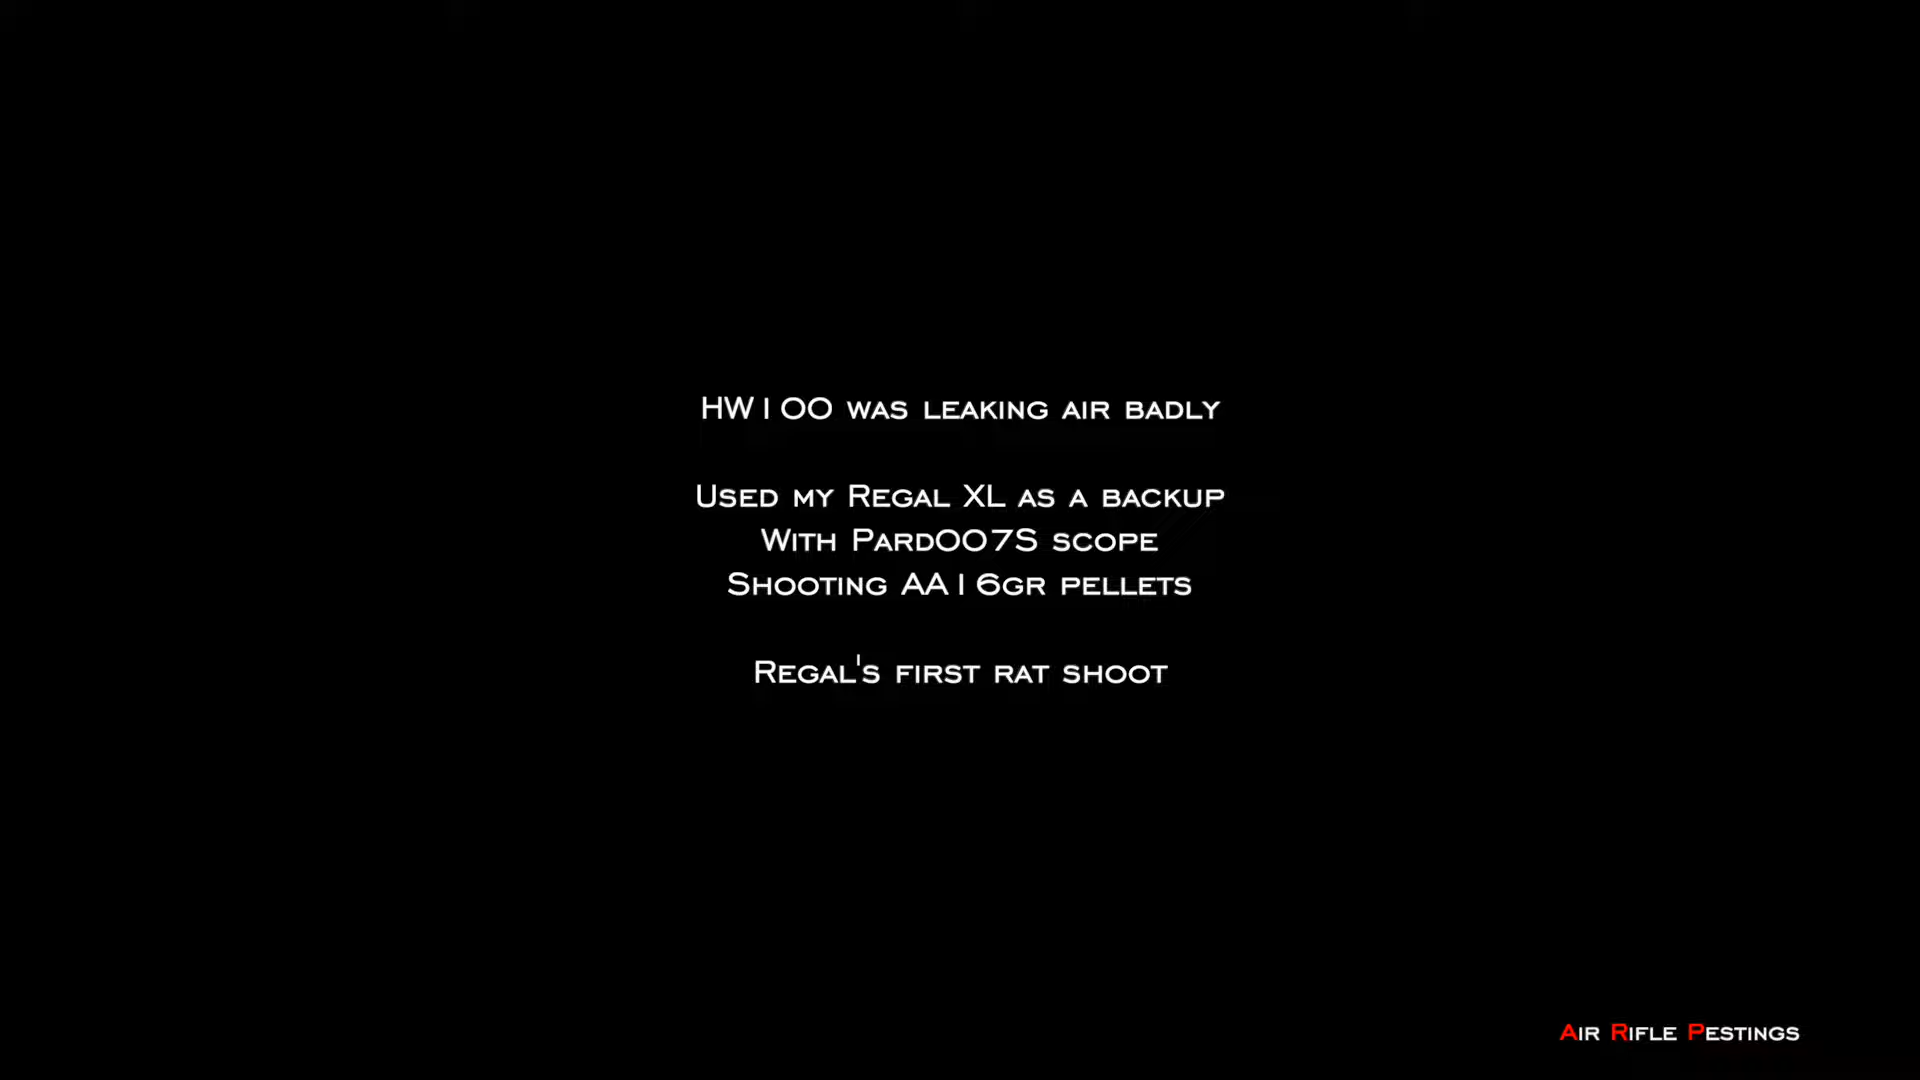 HW100 was leaking air badly
Used my Regal XL as a backup
With Pard007S scope
Shooting AA16gr pellets
Regal's first rat shoot
Air Rifle Pestings